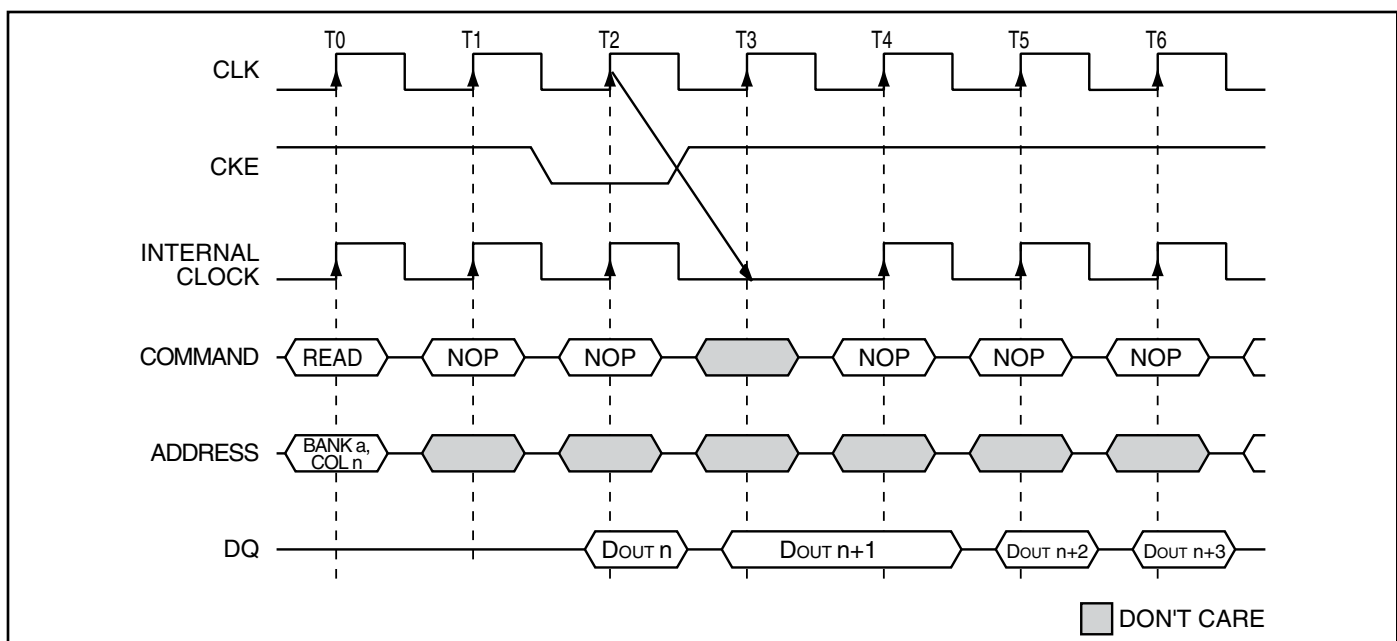 T0 T1 T2 T3 T4 T5 T6
CLK
CKE
INTERNAL
CLOCK
COMMAND READ NOP NOP NOP NOP NOP
ADDRESS BANK a,
COL n
DQ DOUT n DOUT n+1 DOUT n+2 DOUT n+3
DON'T CARE